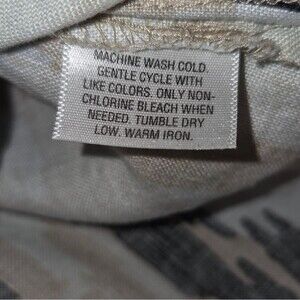 MACHINE WASH COLD.
GENTLE CYCLE WITH
LIKE COLORS. ONLY NON-
CHLORINE BLEACH WHEN
NEEDED. TUMBLE DRY
LOW. WARM IRON.